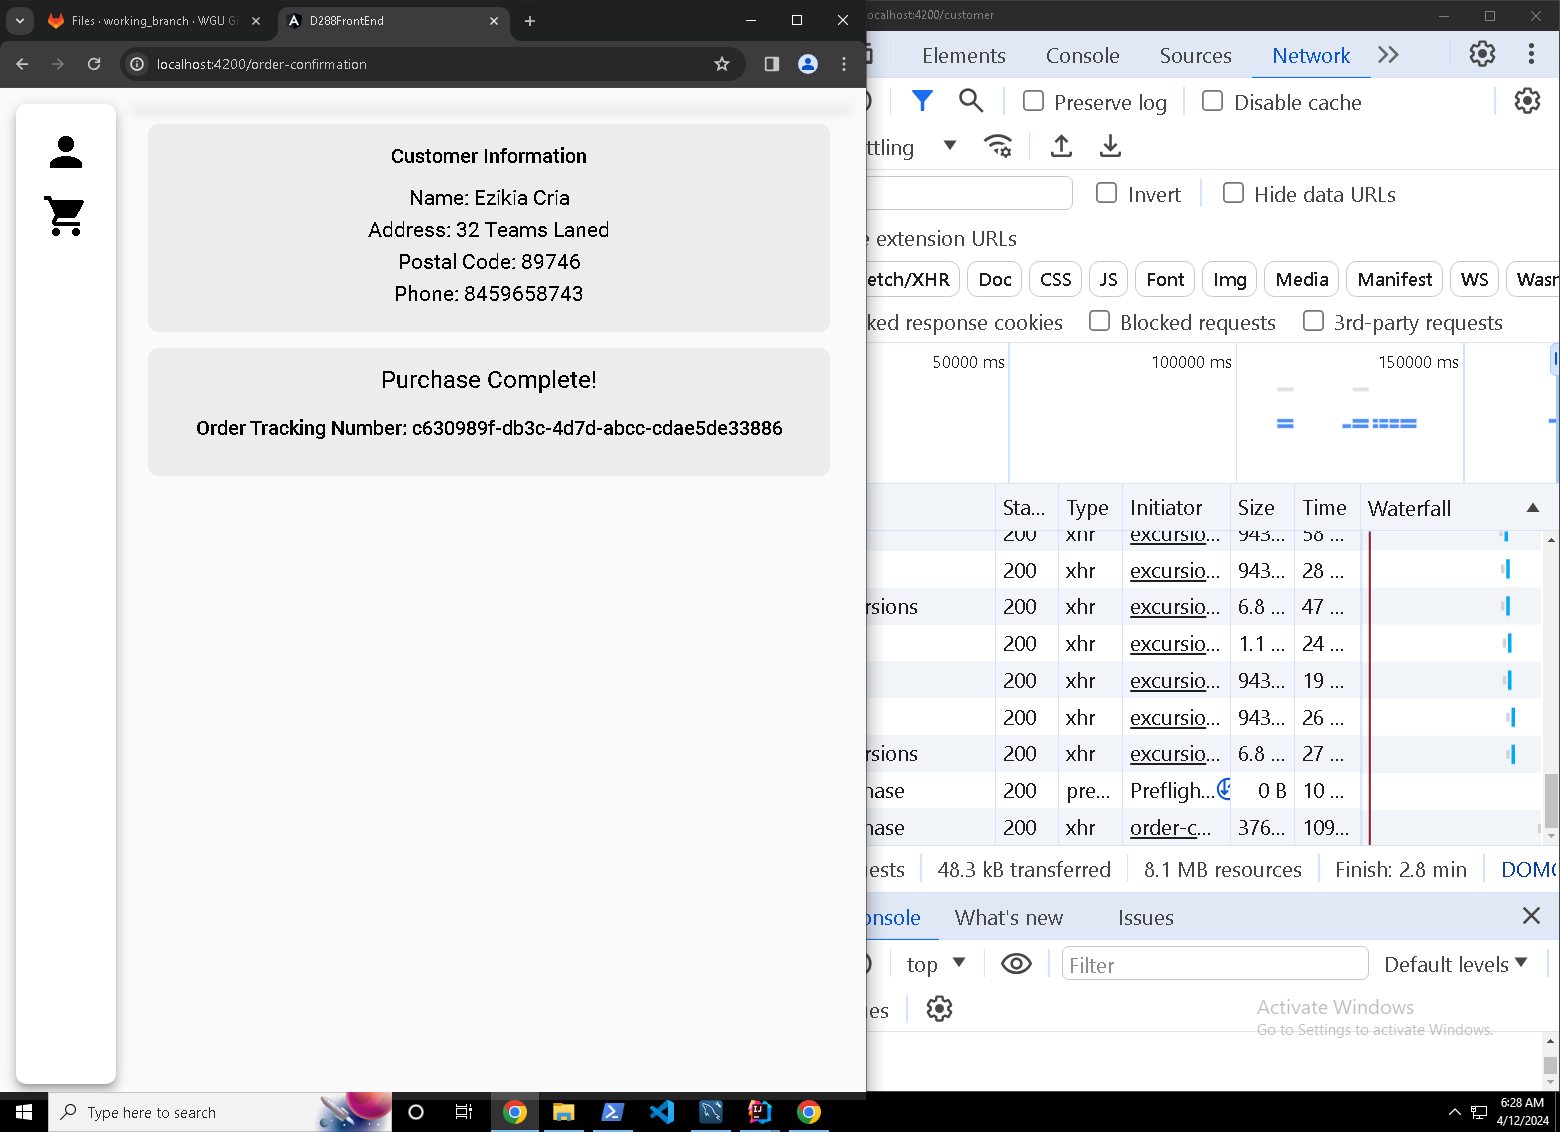 Files · working_branch · WGU G
D288FrontEnd
localhost:4200/order-confirmation
Customer Information
Name: Ezikia Cria
Address: 32 Teams Laned
Postal Code: 89746
Phone: 8459658743
Purchase Complete!
Order Tracking Number: c630989f-db3c-4d7d-abcc-cdae5de33886
ocalhost:4200/customer
Elements Console Sources Network
Preserve log Disable cache
ttling
Invert Hide data URLs
e extension URLs
etch/XHR Doc CSS JS Font Img Media Manifest WS Wasm
ked response cookies Blocked requests 3rd-party requests
50000 ms 100000 ms 150000 ms
Sta... Type Initiator Size Time Waterfall
200 xhr excursio... 943... 58 ...
200 xhr excursio... 943... 28 ...
rsions 200 xhr excursio... 6.8 ... 47 ...
200 xhr excursio... 1.1 ... 24 ...
200 xhr excursio... 943... 19 ...
200 xhr excursio... 943... 26 ...
rsions 200 xhr excursio... 6.8 ... 27 ...
hase 200 pre... Prefligh... 0 B 10 ...
hase 200 xhr order-c... 376... 109...
ests 48.3 kB transferred 8.1 MB resources Finish: 2.8 min DOMC
onsole What's new Issues
top Filter Default levels
ues
Activate Windows
Go to Settings to activate Windows.
Type here to search
6:28 AM
4/12/2024